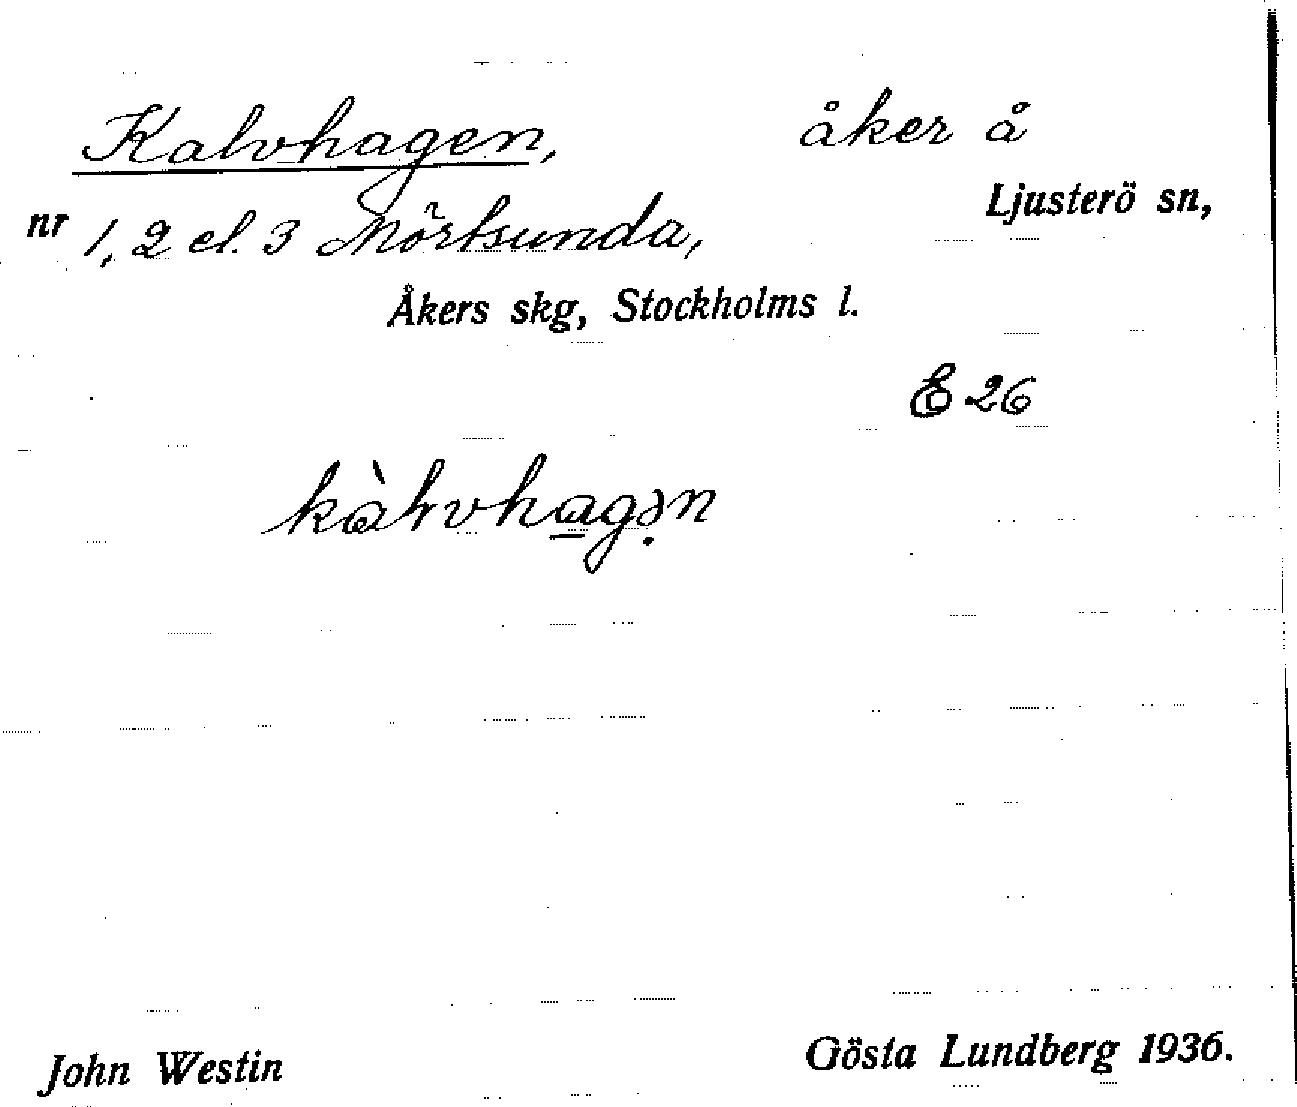 Kalvhagen, åker å
Ljusterö sn,
nr 1, 2 el. 3 Mörtsunda,
Åkers skg, Stockholms l.
E 26
John Westin Gösta Lundberg 1936.